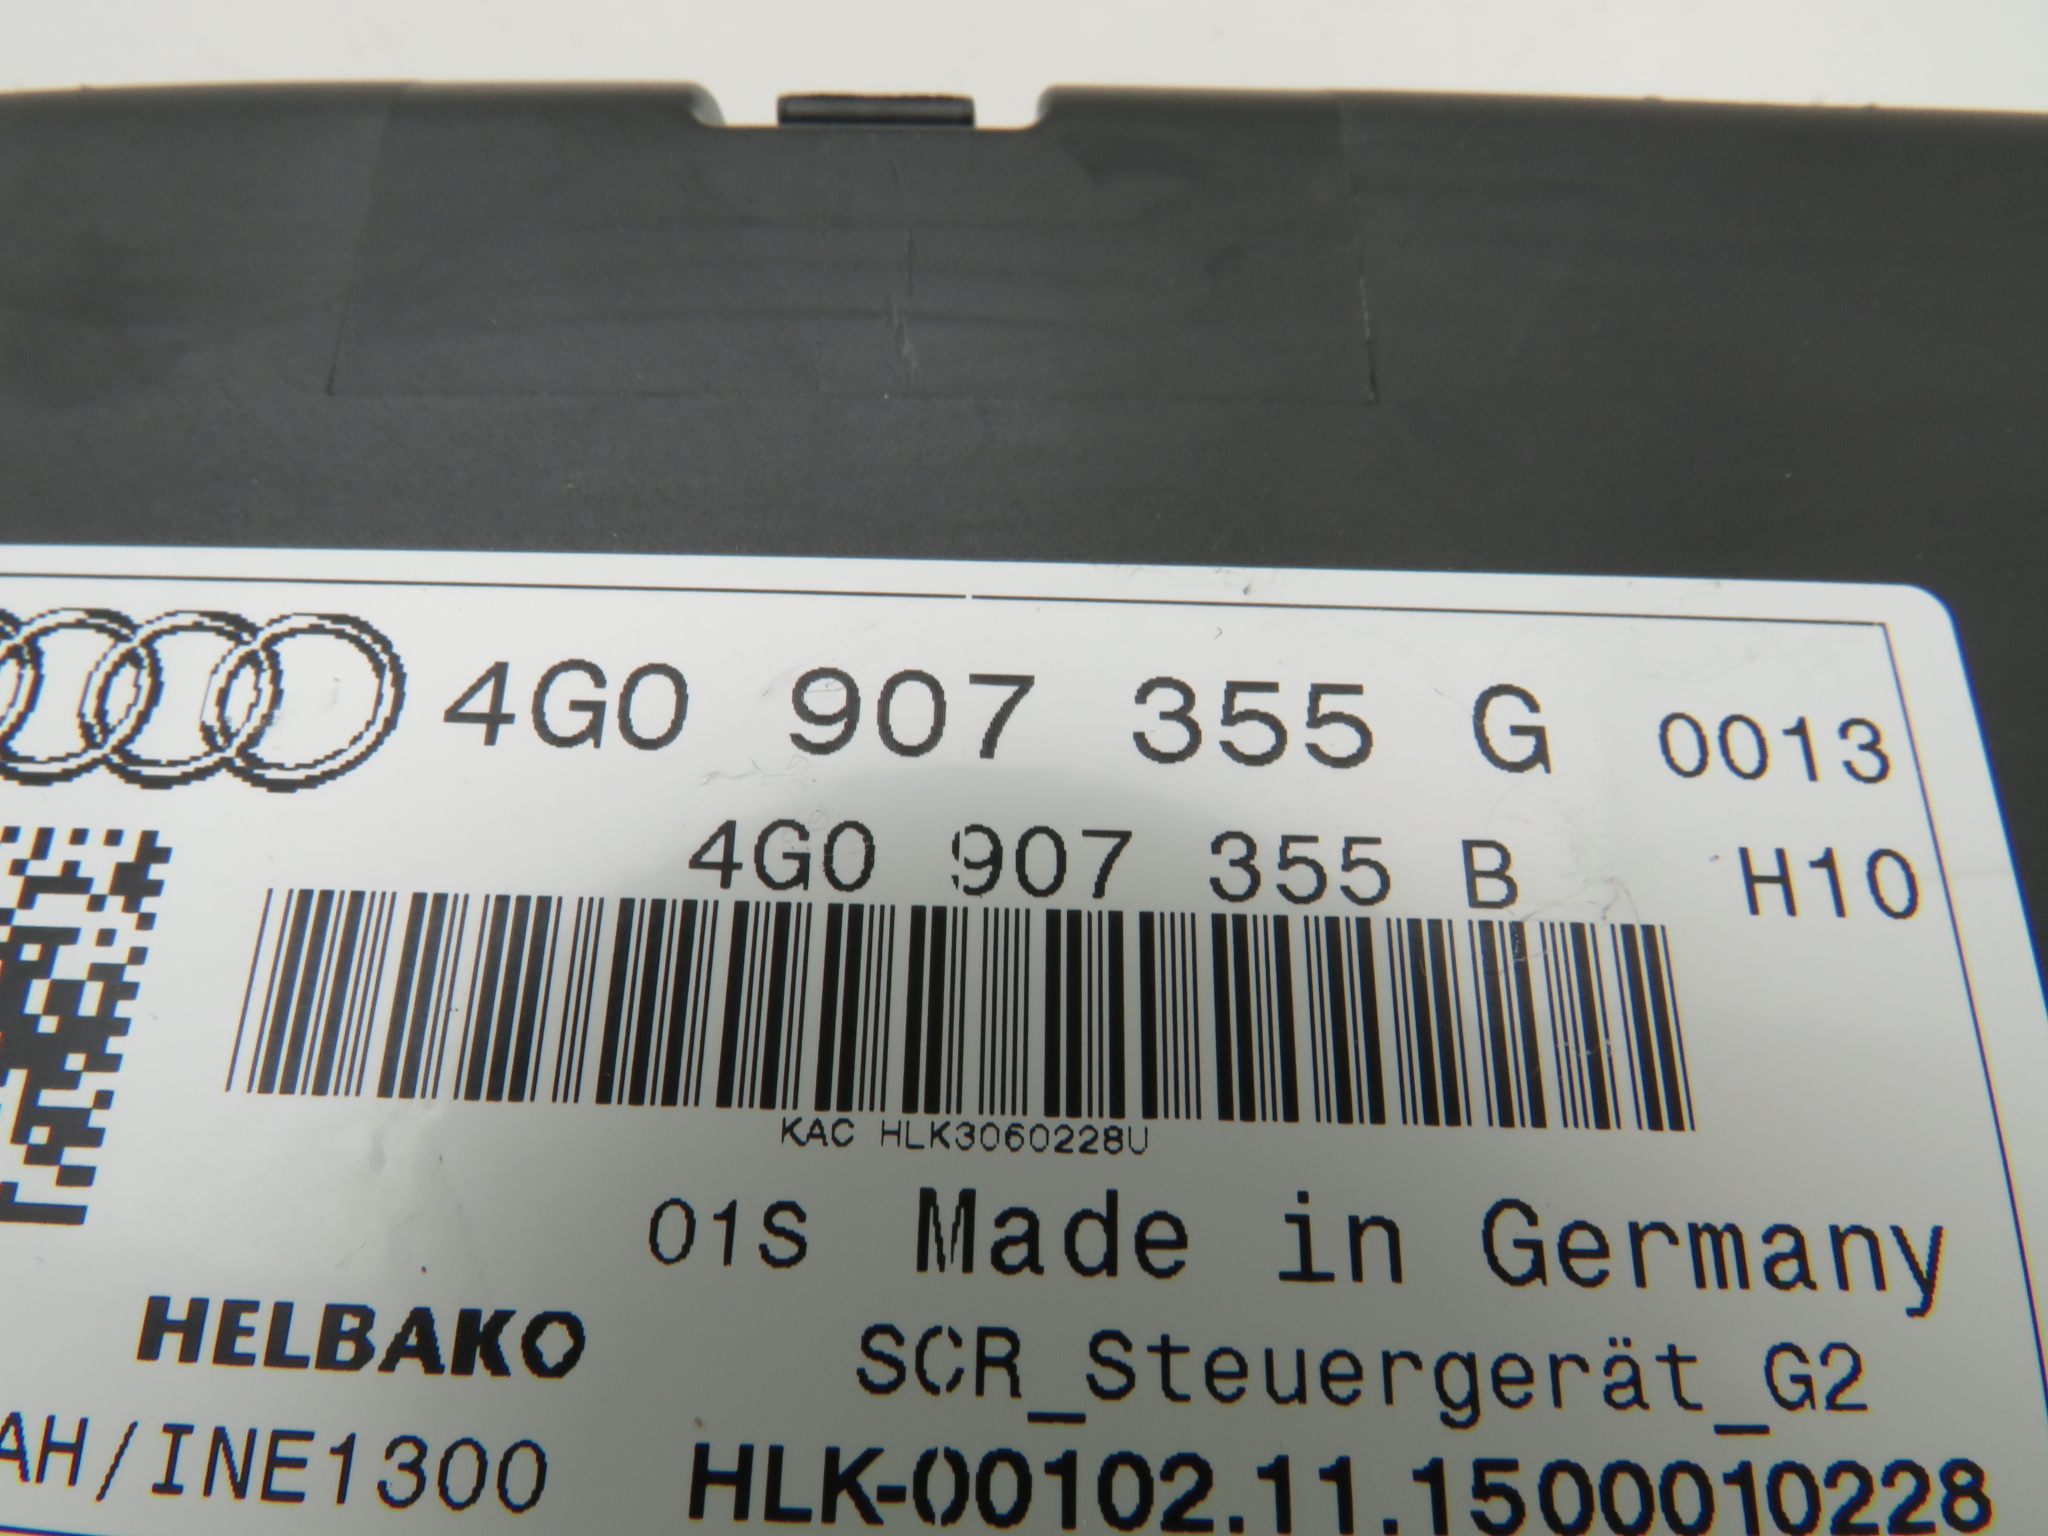 4G0 907 355 G 0013
4G0 907 355 B H10
KAC HLK3060228U
01S Made in Germany
HELBAKO SCR_Steuergerät_G2
AH/INE1300 HLK-00102.11.1500010228